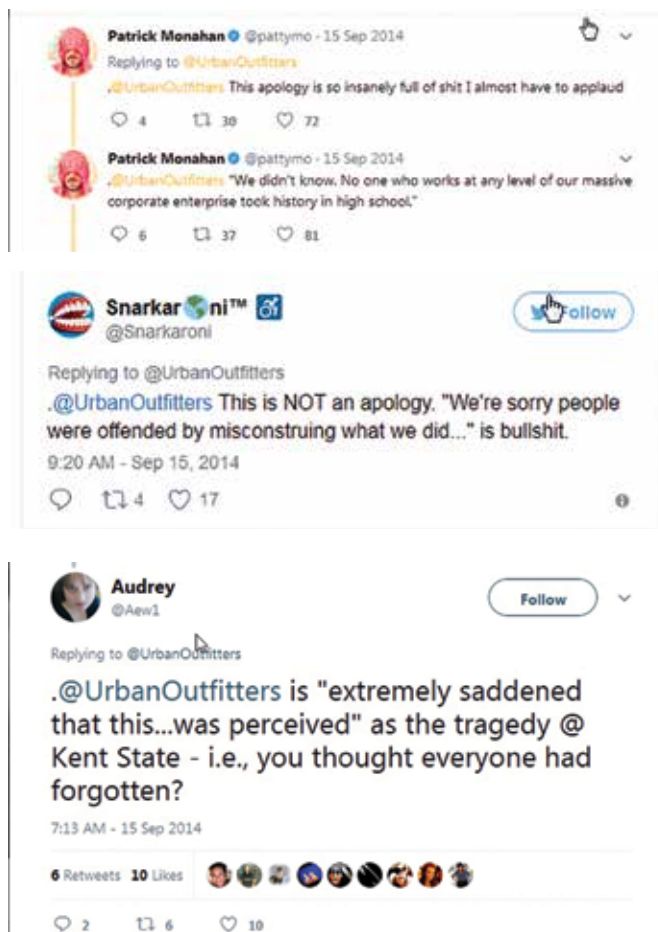 Patrick Monahan @pattymo - 15 Sep 2014
Replying to @UrbanOutfitters
.@UrbanOutfitters This apology is so insanely full of shit I almost have to applaud
4 30 72
Patrick Monahan @pattymo - 15 Sep 2014
.@UrbanOutfitters "We didn't know. No one who works at any level of our massive
corporate enterprise took history in high school."
6 37 81
Snarkar🌎ni™ ♿
Follow
@Snarkaroni
Replying to @UrbanOutfitters
.@UrbanOutfitters This is NOT an apology. "We're sorry people
were offended by misconstruing what we did..." is bullshit.
9:20 AM - Sep 15, 2014
4 17
Audrey
Follow
@Aew1
Replying to @UrbanOutfitters
.@UrbanOutfitters is "extremely saddened
that this...was perceived" as the tragedy @
Kent State - i.e., you thought everyone had
forgotten?
7:13 AM - 15 Sep 2014
6 Retweets 10 Likes
2 6 10